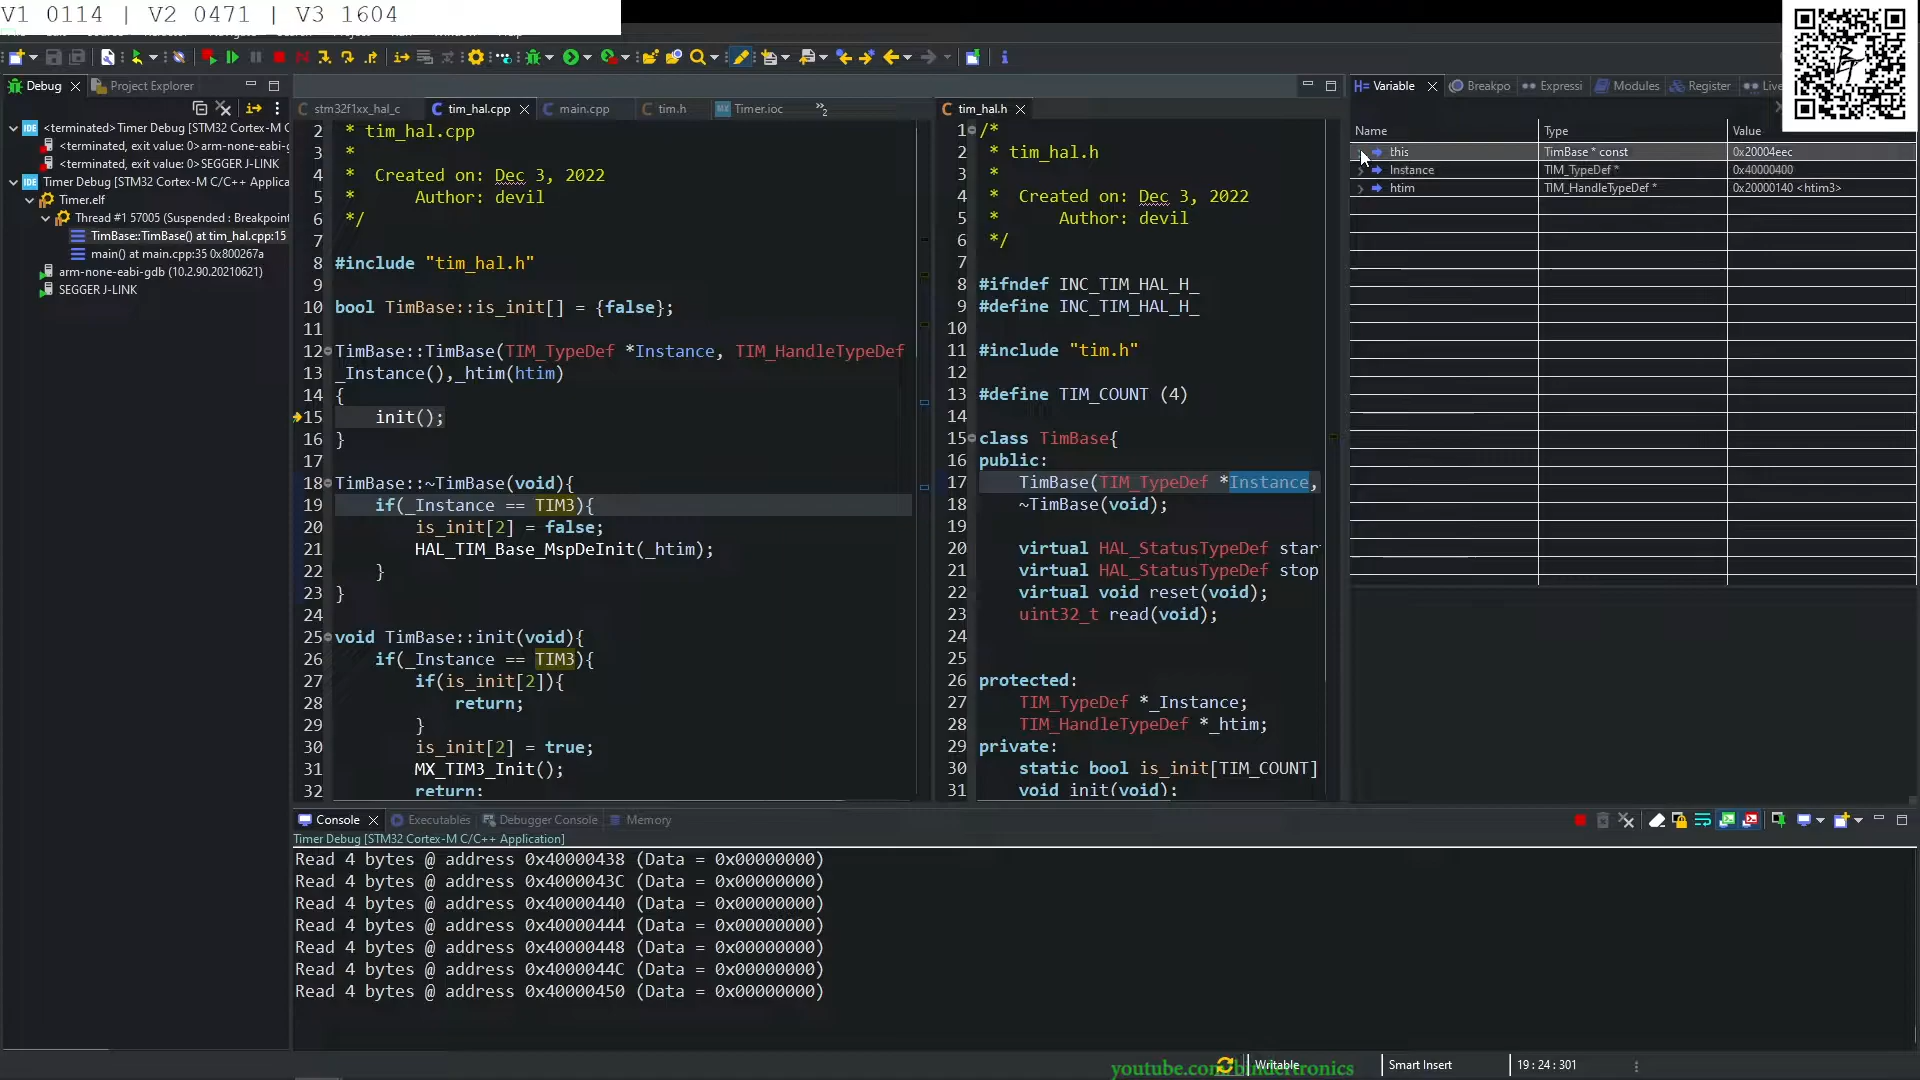 V1 0114 | V2 0471 | V3 1604
Debug
Project Explorer
<terminated>Timer Debug [STM32 Cortex-M C
<terminated, exit value: 0>arm-none-eabi-g
<terminated, exit value: 0>SEGGER J-LINK
Timer Debug [STM32 Cortex-M C/C++ Applica
Timer.elf
Thread #1 57005 (Suspended : Breakpoint
TimBase::TimBase() at tim_hal.cpp:15
main() at main.cpp:35 0x800267a
arm-none-eabi-gdb (10.2.90.20210621)
SEGGER J-LINK
stm32f1xx_hal_c
tim_hal.cpp
main.cpp
tim.h
Timer.ioc
2
2 * tim_hal.cpp
3 *
4 * Created on: Dec 3, 2022
5 * Author: devil
6 */
7
8 #include "tim_hal.h"
9
10 bool TimBase::is_init[] = {false};
11
12 TimBase::TimBase(TIM_TypeDef *Instance, TIM_HandleTypeDef
13 _Instance(),_htim(htim)
14 {
15 init();
16 }
17
18 TimBase::~TimBase(void){
19 if(_Instance == TIM3){
20 is_init[2] = false;
21 HAL_TIM_Base_MspDeInit(_htim);
22 }
23 }
24
25 void TimBase::init(void){
26 if(_Instance == TIM3){
27 if(is_init[2]){
28 return;
29 }
30 is_init[2] = true;
31 MX_TIM3_Init();
32 return;
tim_hal.h
1 /*
2 * tim_hal.h
3 *
4 * Created on: Dec 3, 2022
5 * Author: devil
6 */
7
8 #ifndef INC_TIM_HAL_H_
9 #define INC_TIM_HAL_H_
10
11 #include "tim.h"
12
13 #define TIM_COUNT (4)
14
15 class TimBase{
16 public:
17 TimBase(TIM_TypeDef *Instance,
18 ~TimBase(void);
19
20 virtual HAL_StatusTypeDef star
21 virtual HAL_StatusTypeDef stop
22 virtual void reset(void);
23 uint32_t read(void);
24
25
26 protected:
27 TIM_TypeDef *_Instance;
28 TIM_HandleTypeDef *_htim;
29 private:
30 static bool is_init[TIM_COUNT]
31 void init(void);
Variable
Breakpo
Expressi
Modules
Register
Live
Name Type Value
this TimBase * const 0x20004eec
Instance TIM_TypeDef * 0x40000400
htim TIM_HandleTypeDef * 0x20000140 <htim3>
Console
Executables
Debugger Console
Memory
Timer Debug [STM32 Cortex-M C/C++ Application]
Read 4 bytes @ address 0x40000438 (Data = 0x00000000)
Read 4 bytes @ address 0x4000043C (Data = 0x00000000)
Read 4 bytes @ address 0x40000440 (Data = 0x00000000)
Read 4 bytes @ address 0x40000444 (Data = 0x00000000)
Read 4 bytes @ address 0x40000448 (Data = 0x00000000)
Read 4 bytes @ address 0x4000044C (Data = 0x00000000)
Read 4 bytes @ address 0x40000450 (Data = 0x00000000)
Writable
Smart Insert
19 : 24 : 301